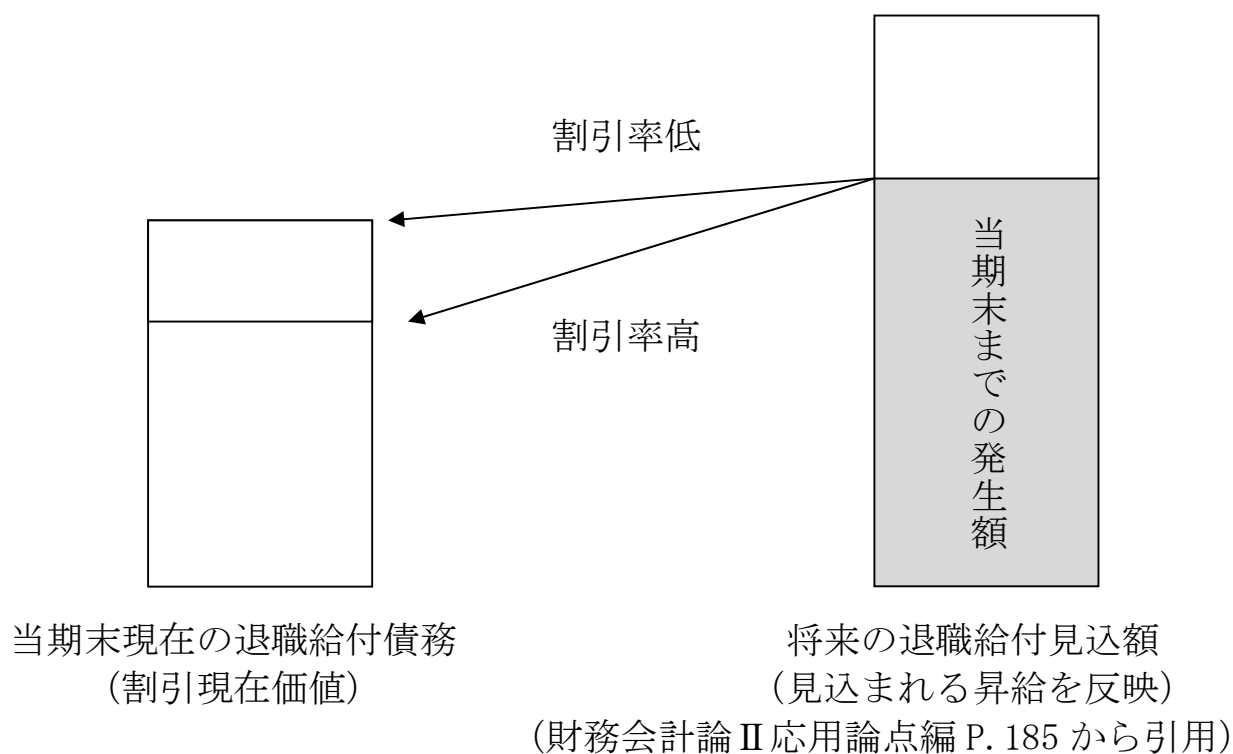 割引率低
割引率高
当期末までの発生額
当期末現在の退職給付債務
(割引現在価値)
将来の退職給付見込額
(見込まれる昇給を反映)
(財務会計論Ⅱ応用論点編 P. 185 から引用)